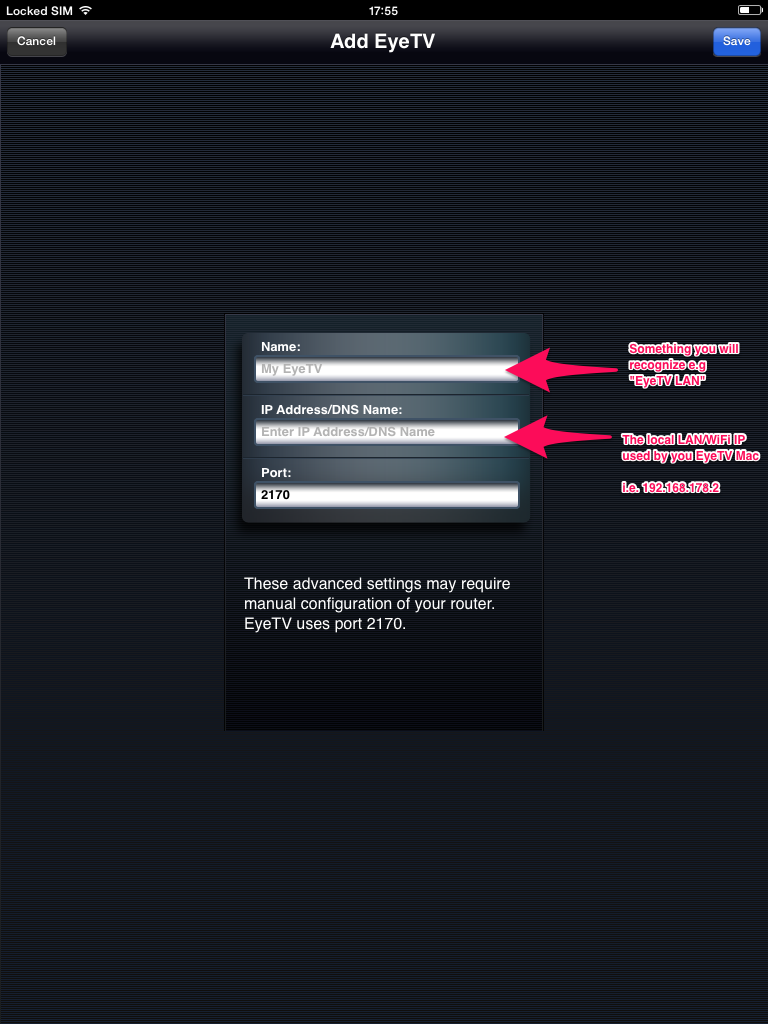 Locked SIM
17:55
Cancel
Add EyeTV
Save
Name:
My EyeTV
Something you will
recognize e.g
"EyeTV LAN"
IP Address/DNS Name:
Enter IP Address/DNS Name
The local LAN/WiFi IP
used by you EyeTV Mac
i.e. 192.168.178.2
Port:
2170
These advanced settings may require
manual configuration of your router.
EyeTV uses port 2170.